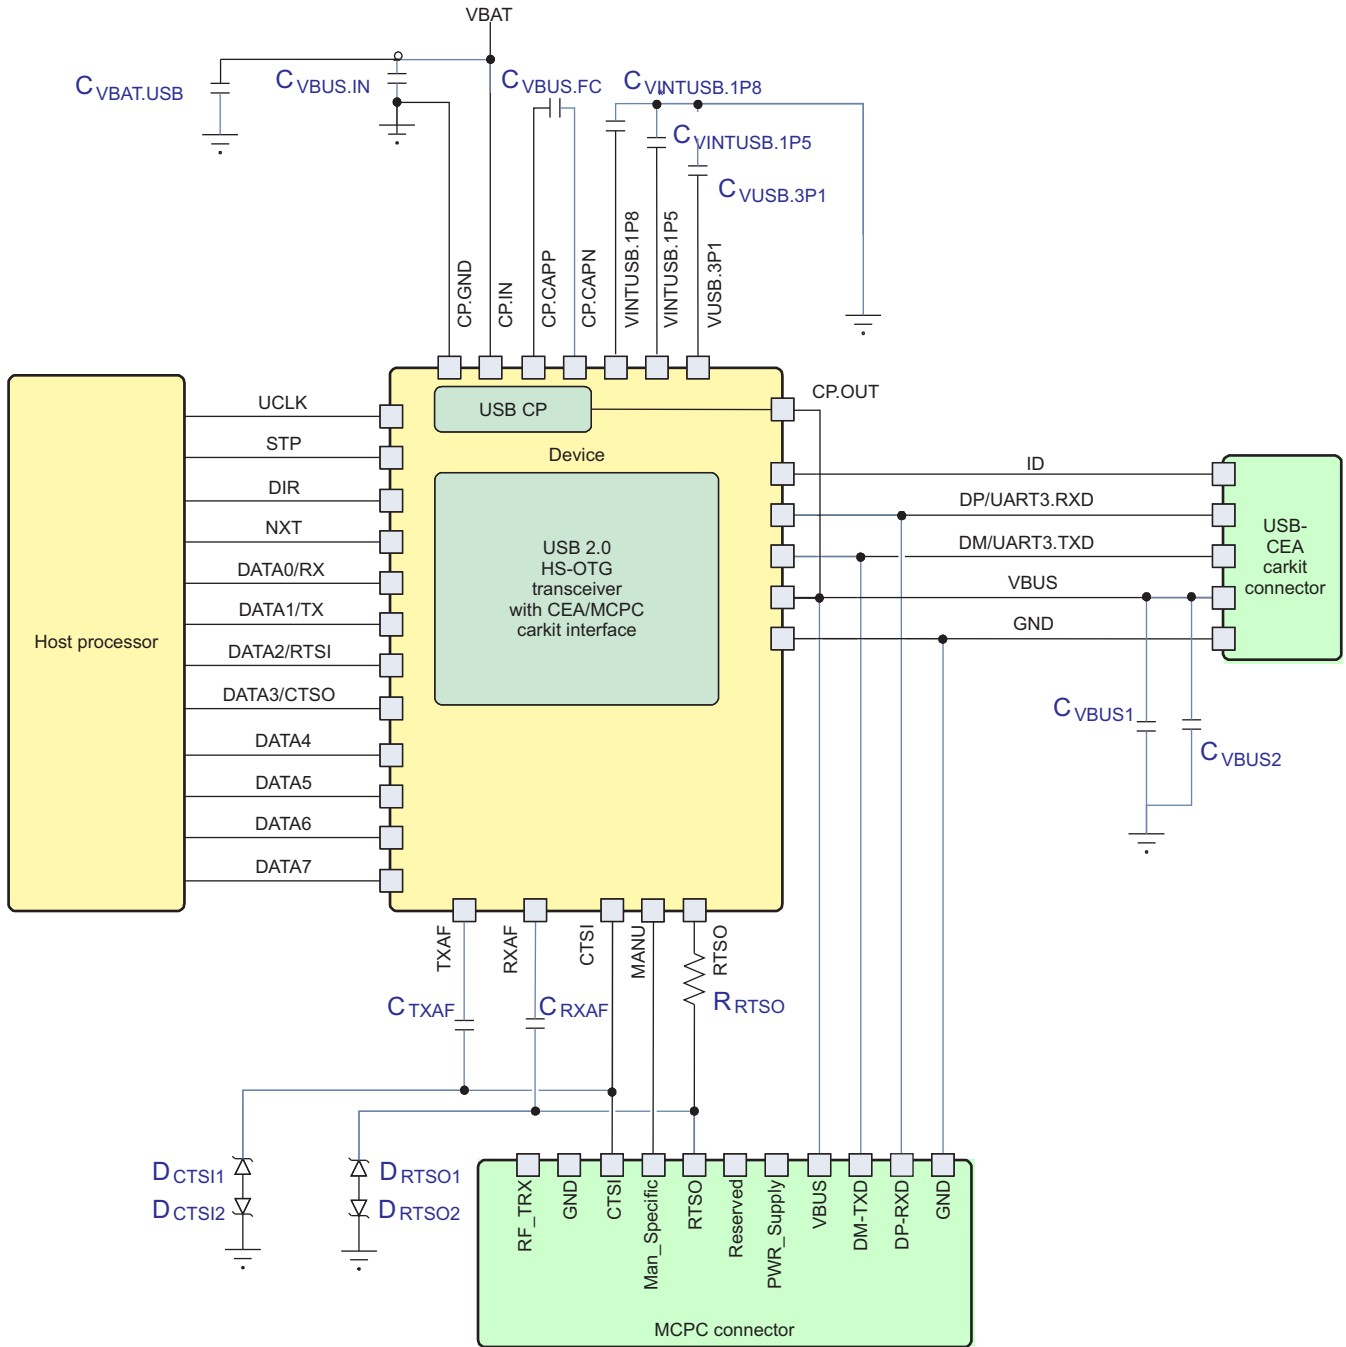 VBAT
CVBAT.USB
CVBUS.IN
CVBUS.FC
CVINTUSB.1P8
CVINTUSB.1P5
CVUSB.3P1
CP.GND
CP.IN
CP.CAPP
CP.CAPN
VINTUSB.1P8
VINTUSB.1P5
VUSB.3P1
Host processor
UCLK
STP
DIR
NXT
DATA0/RX
DATA1/TX
DATA2/RTSI
DATA3/CTSO
DATA4
DATA5
DATA6
DATA7
USB CP
Device
USB 2.0
HS-OTG
transceiver
with CEA/MCPC
carkit interface
CP.OUT
ID
DP/UART3.RXD
DM/UART3.TXD
VBUS
GND
USB-
CEA
carkit
connector
CVBUS1
CVBUS2
TXAF
RXAF
CTSI
MANU
RTSO
CTXAF
CRXAF
RRTSO
DCTSI1
DCTSI2
DRTSO1
DRTSO2
RF_TRX
GND
CTSI
Man_Specific
RTSO
Reserved
PWR_Supply
VBUS
DM-TXD
DP-RXD
GND
MCPC connector